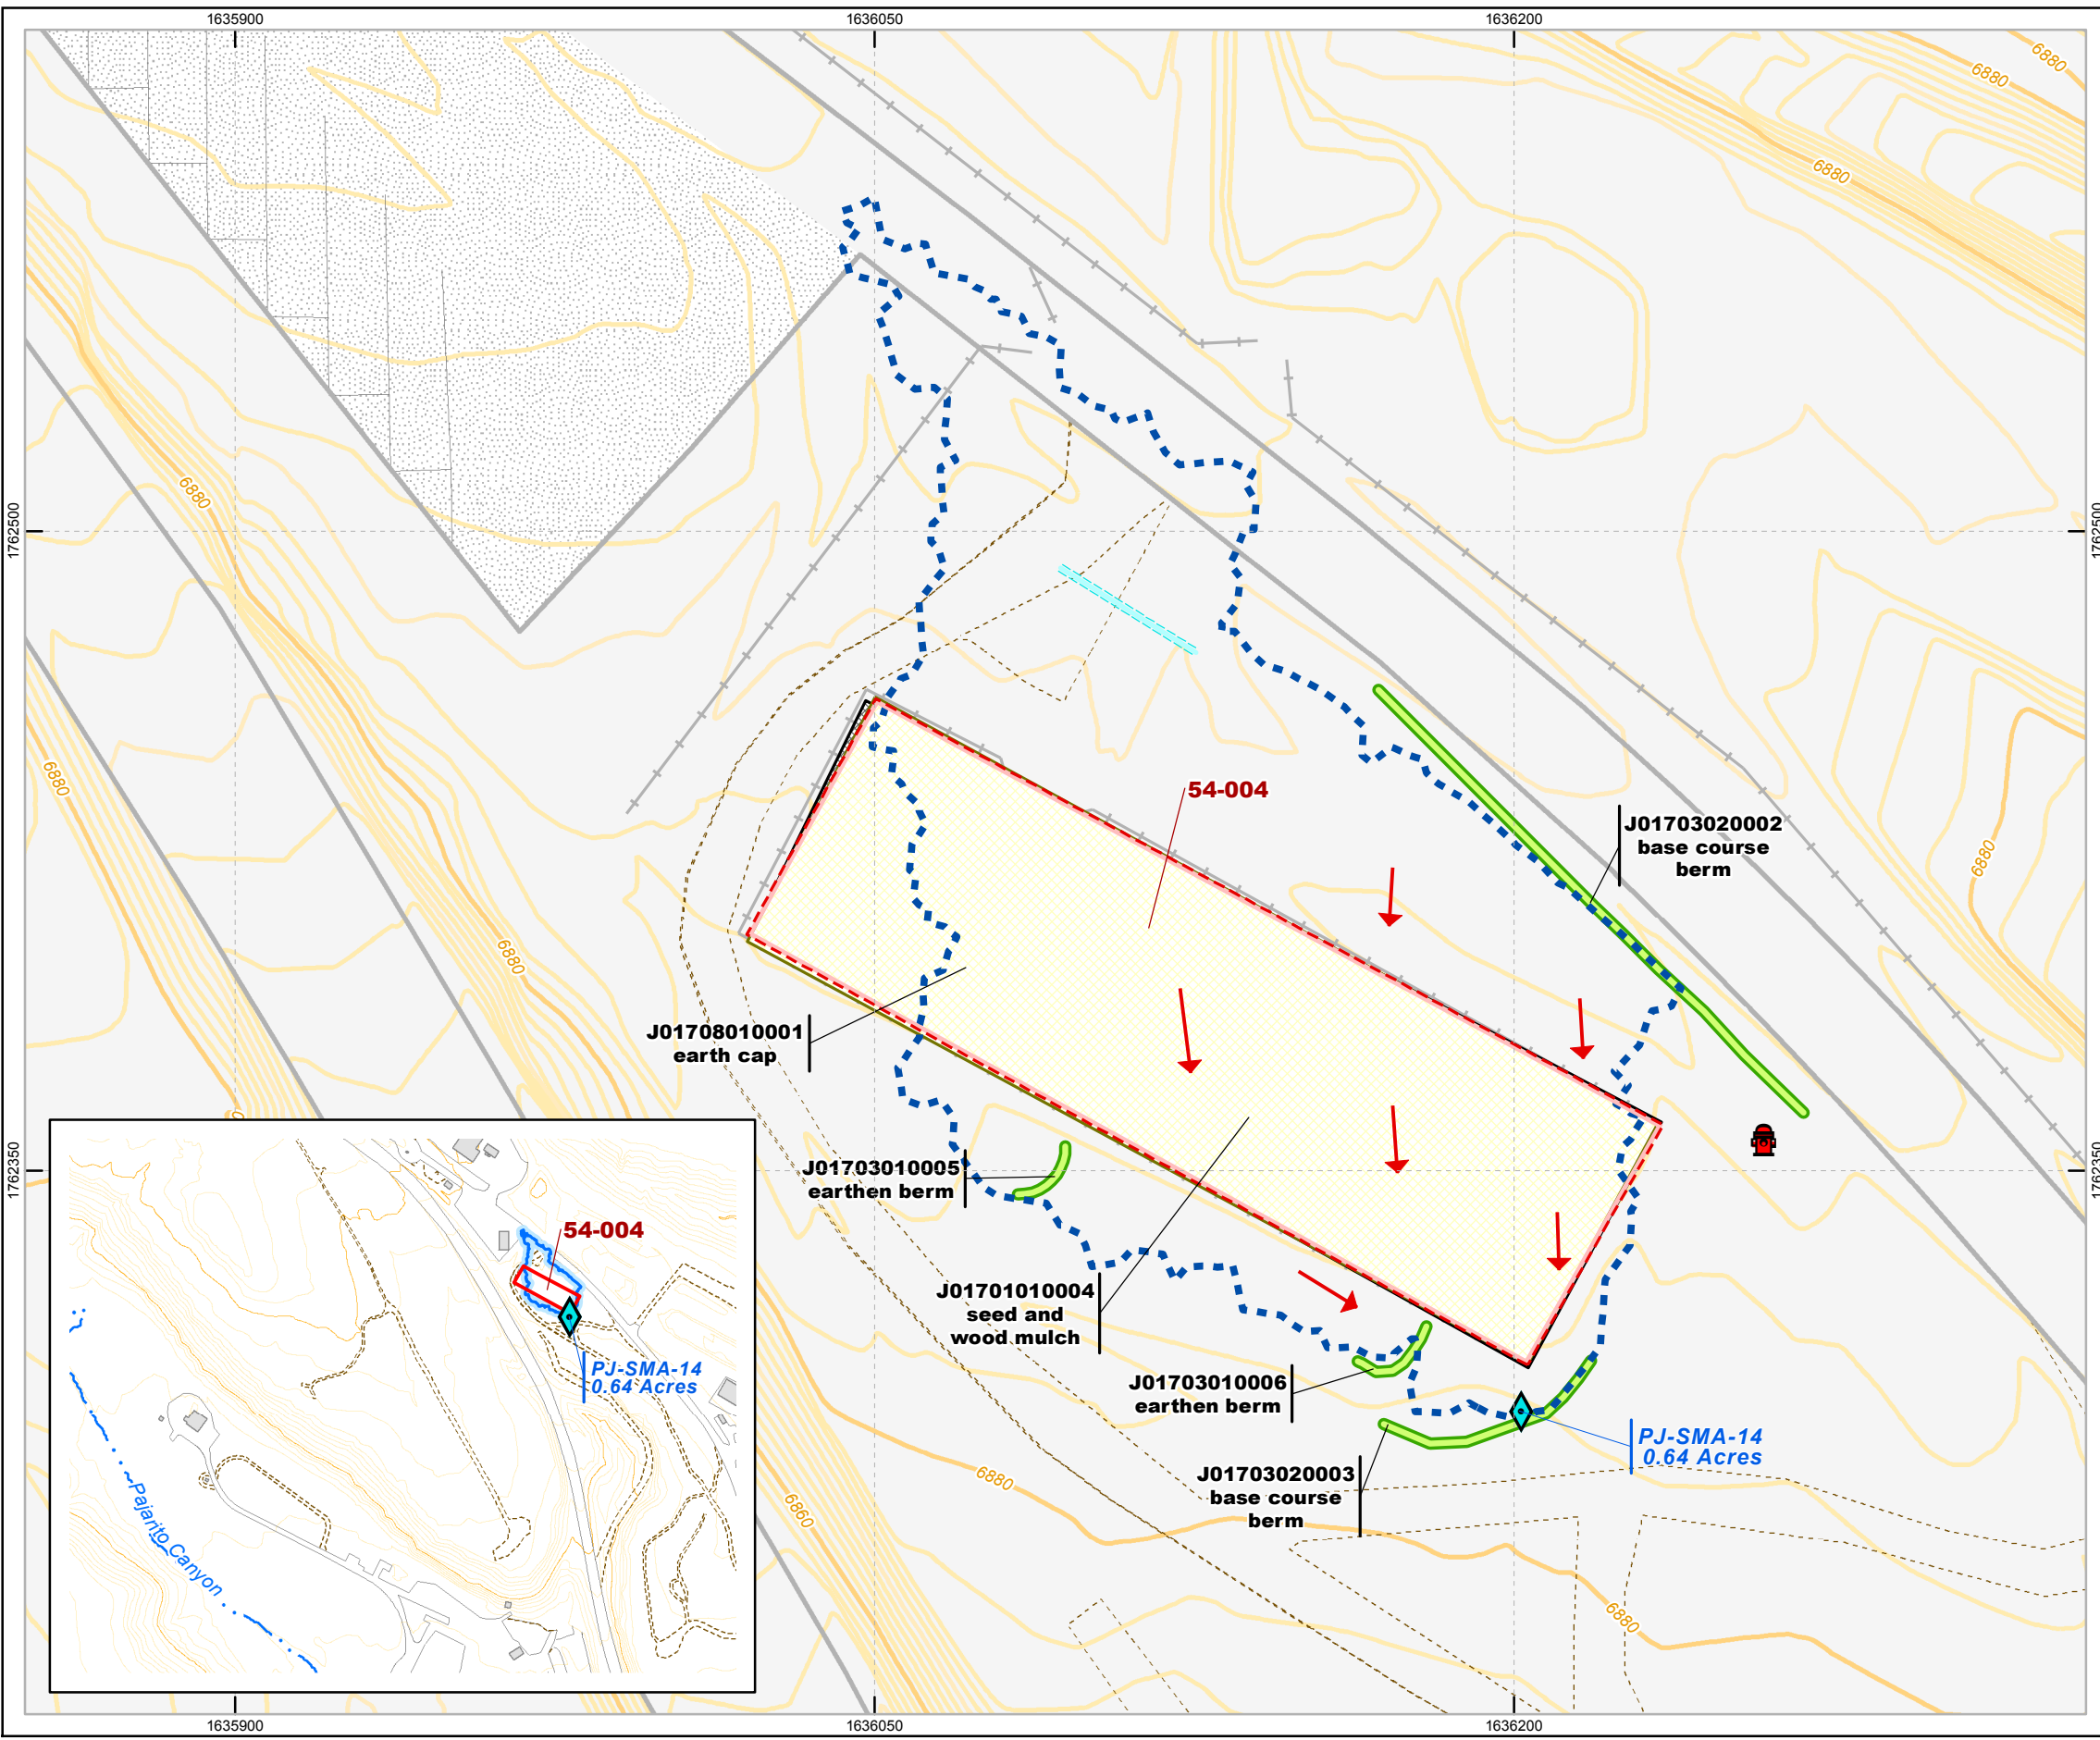 1635900
1636050
1636200
6880
6880
6880
6880
1762500
1762500
6880
54-004
J01703020002
base course
berm
6880
6880
J01708010001
earth cap
1762350
1762350
J01703010005
earthen berm
54-004
PJ-SMA-14
0.64 Acres
Pajarito Canyon
J01701010004
seed and
wood mulch
J01703010006
earthen berm
PJ-SMA-14
0.64 Acres
J01703020003
base course
berm
6880
6860
6880
1635900
1636050
1636200